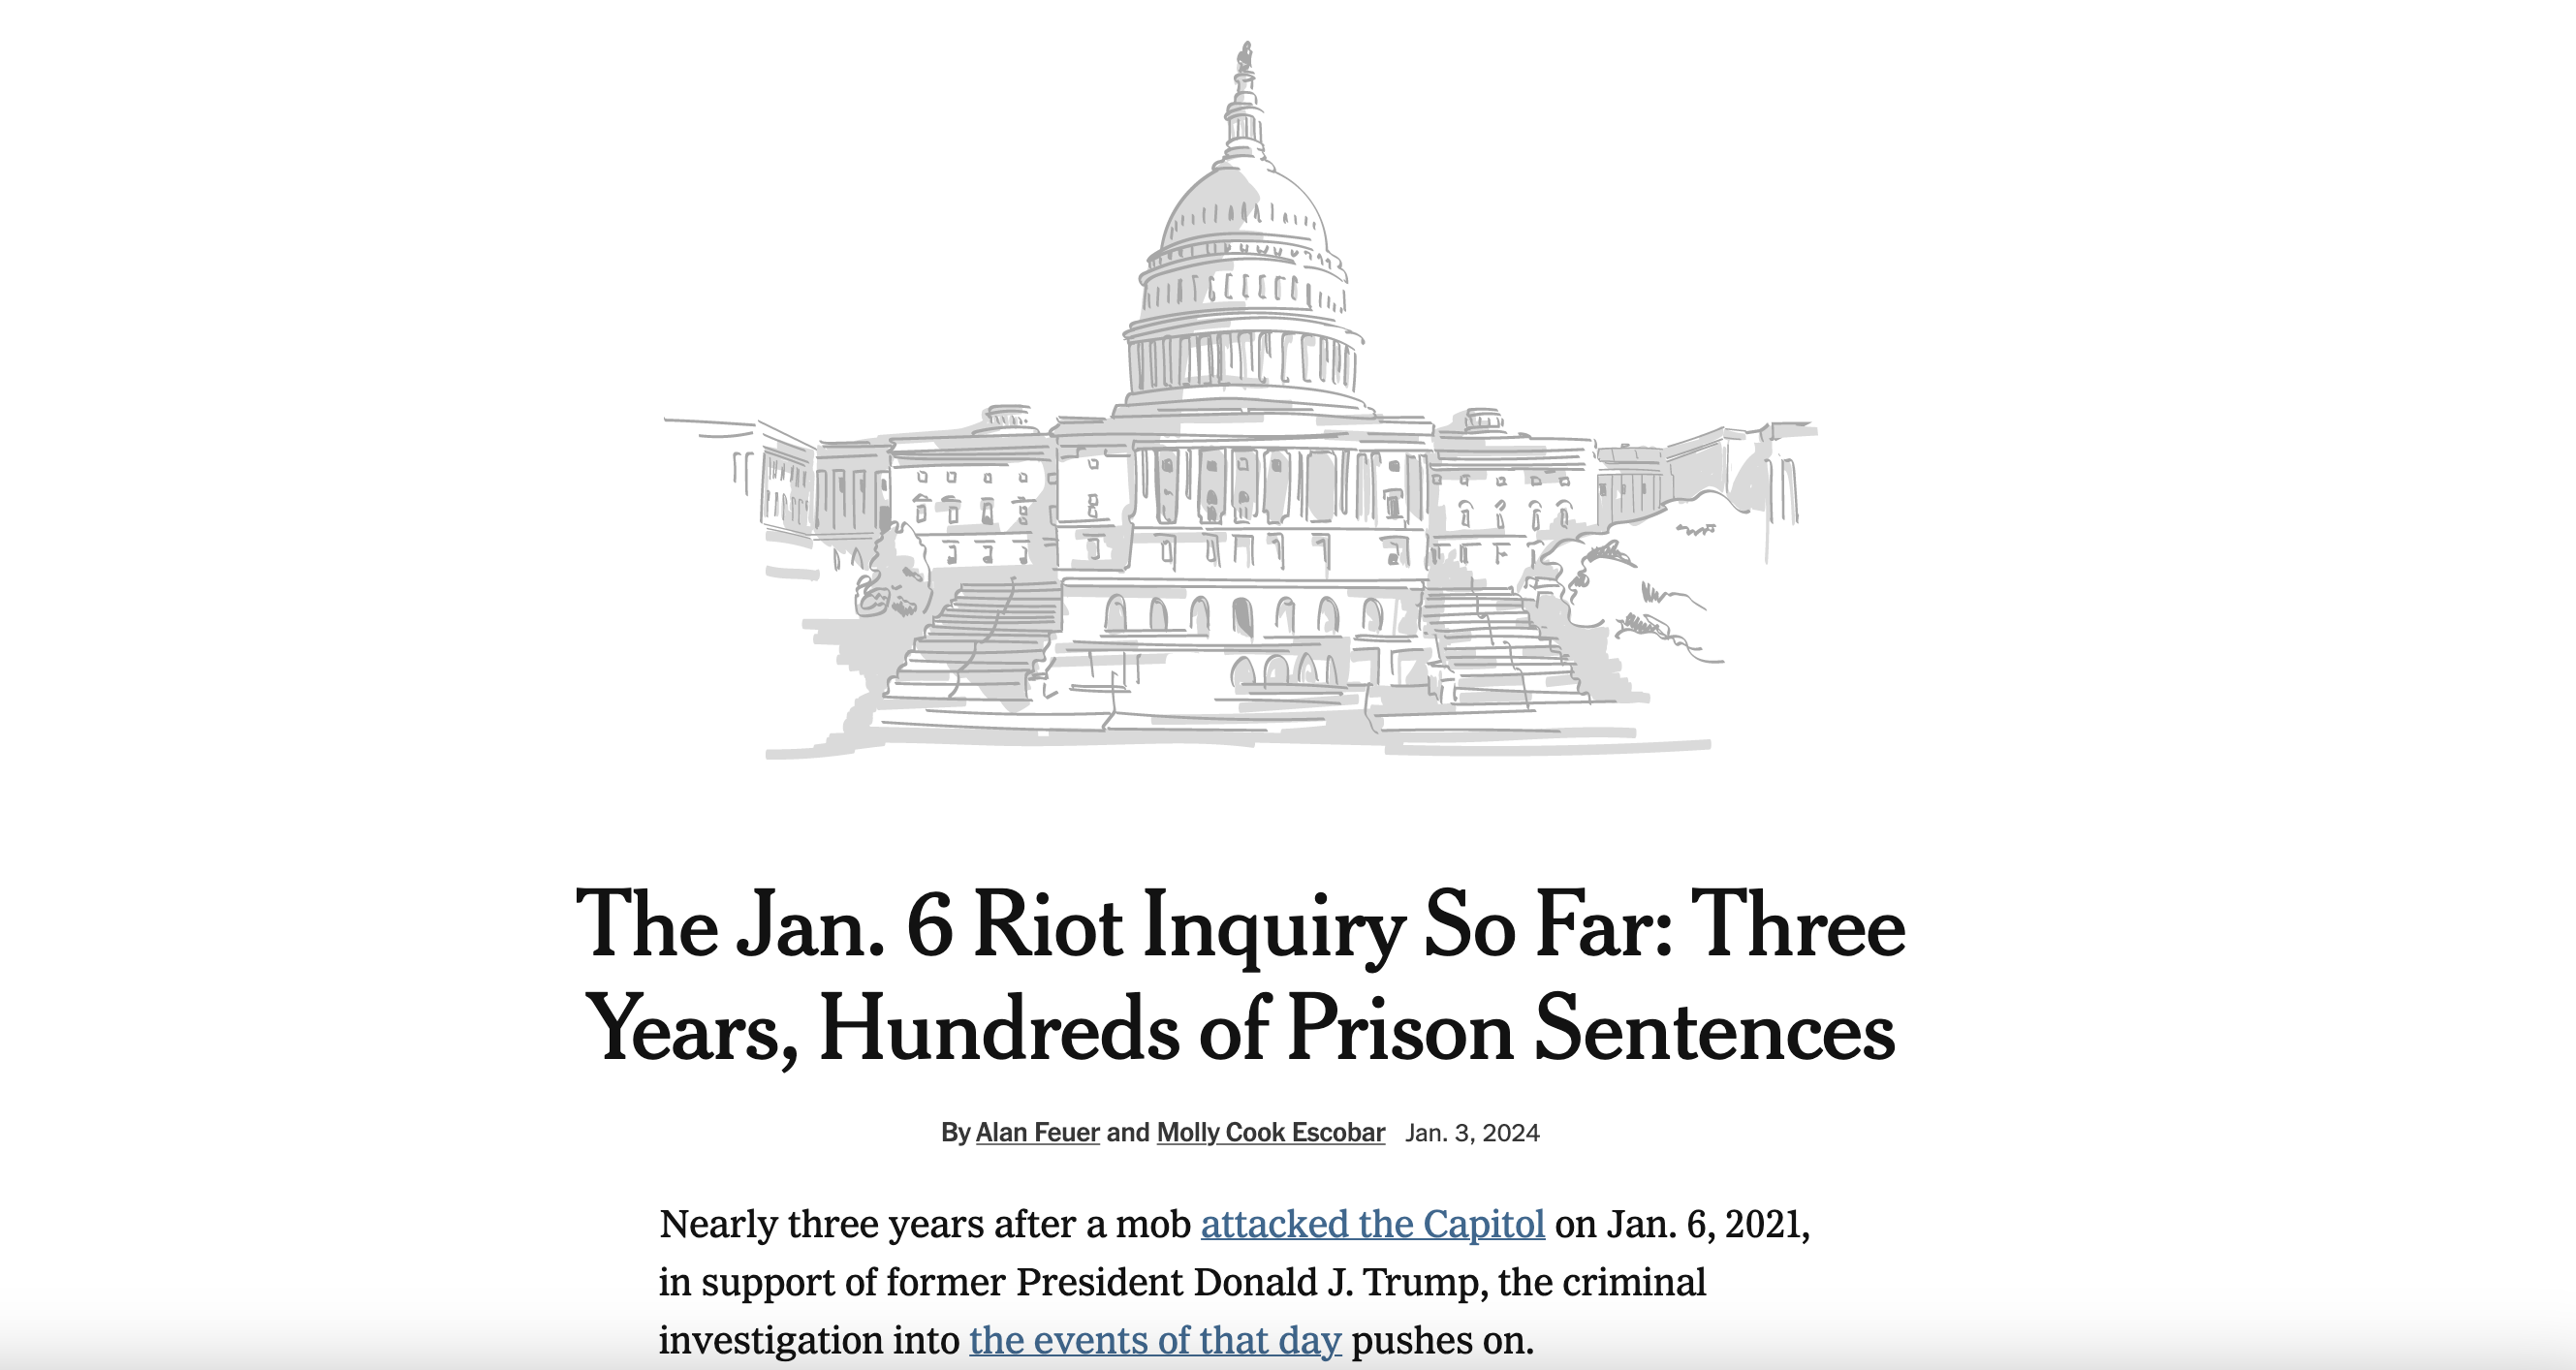 The Jan. 6 Riot Inquiry So Far: Three
Years, Hundreds of Prison Sentences
By Alan Feuer and Molly Cook Escobar Jan. 3, 2024
Nearly three years after a mob attacked the Capitol on Jan. 6, 2021,
in support of former President Donald J. Trump, the criminal
investigation into the events of that day pushes on.